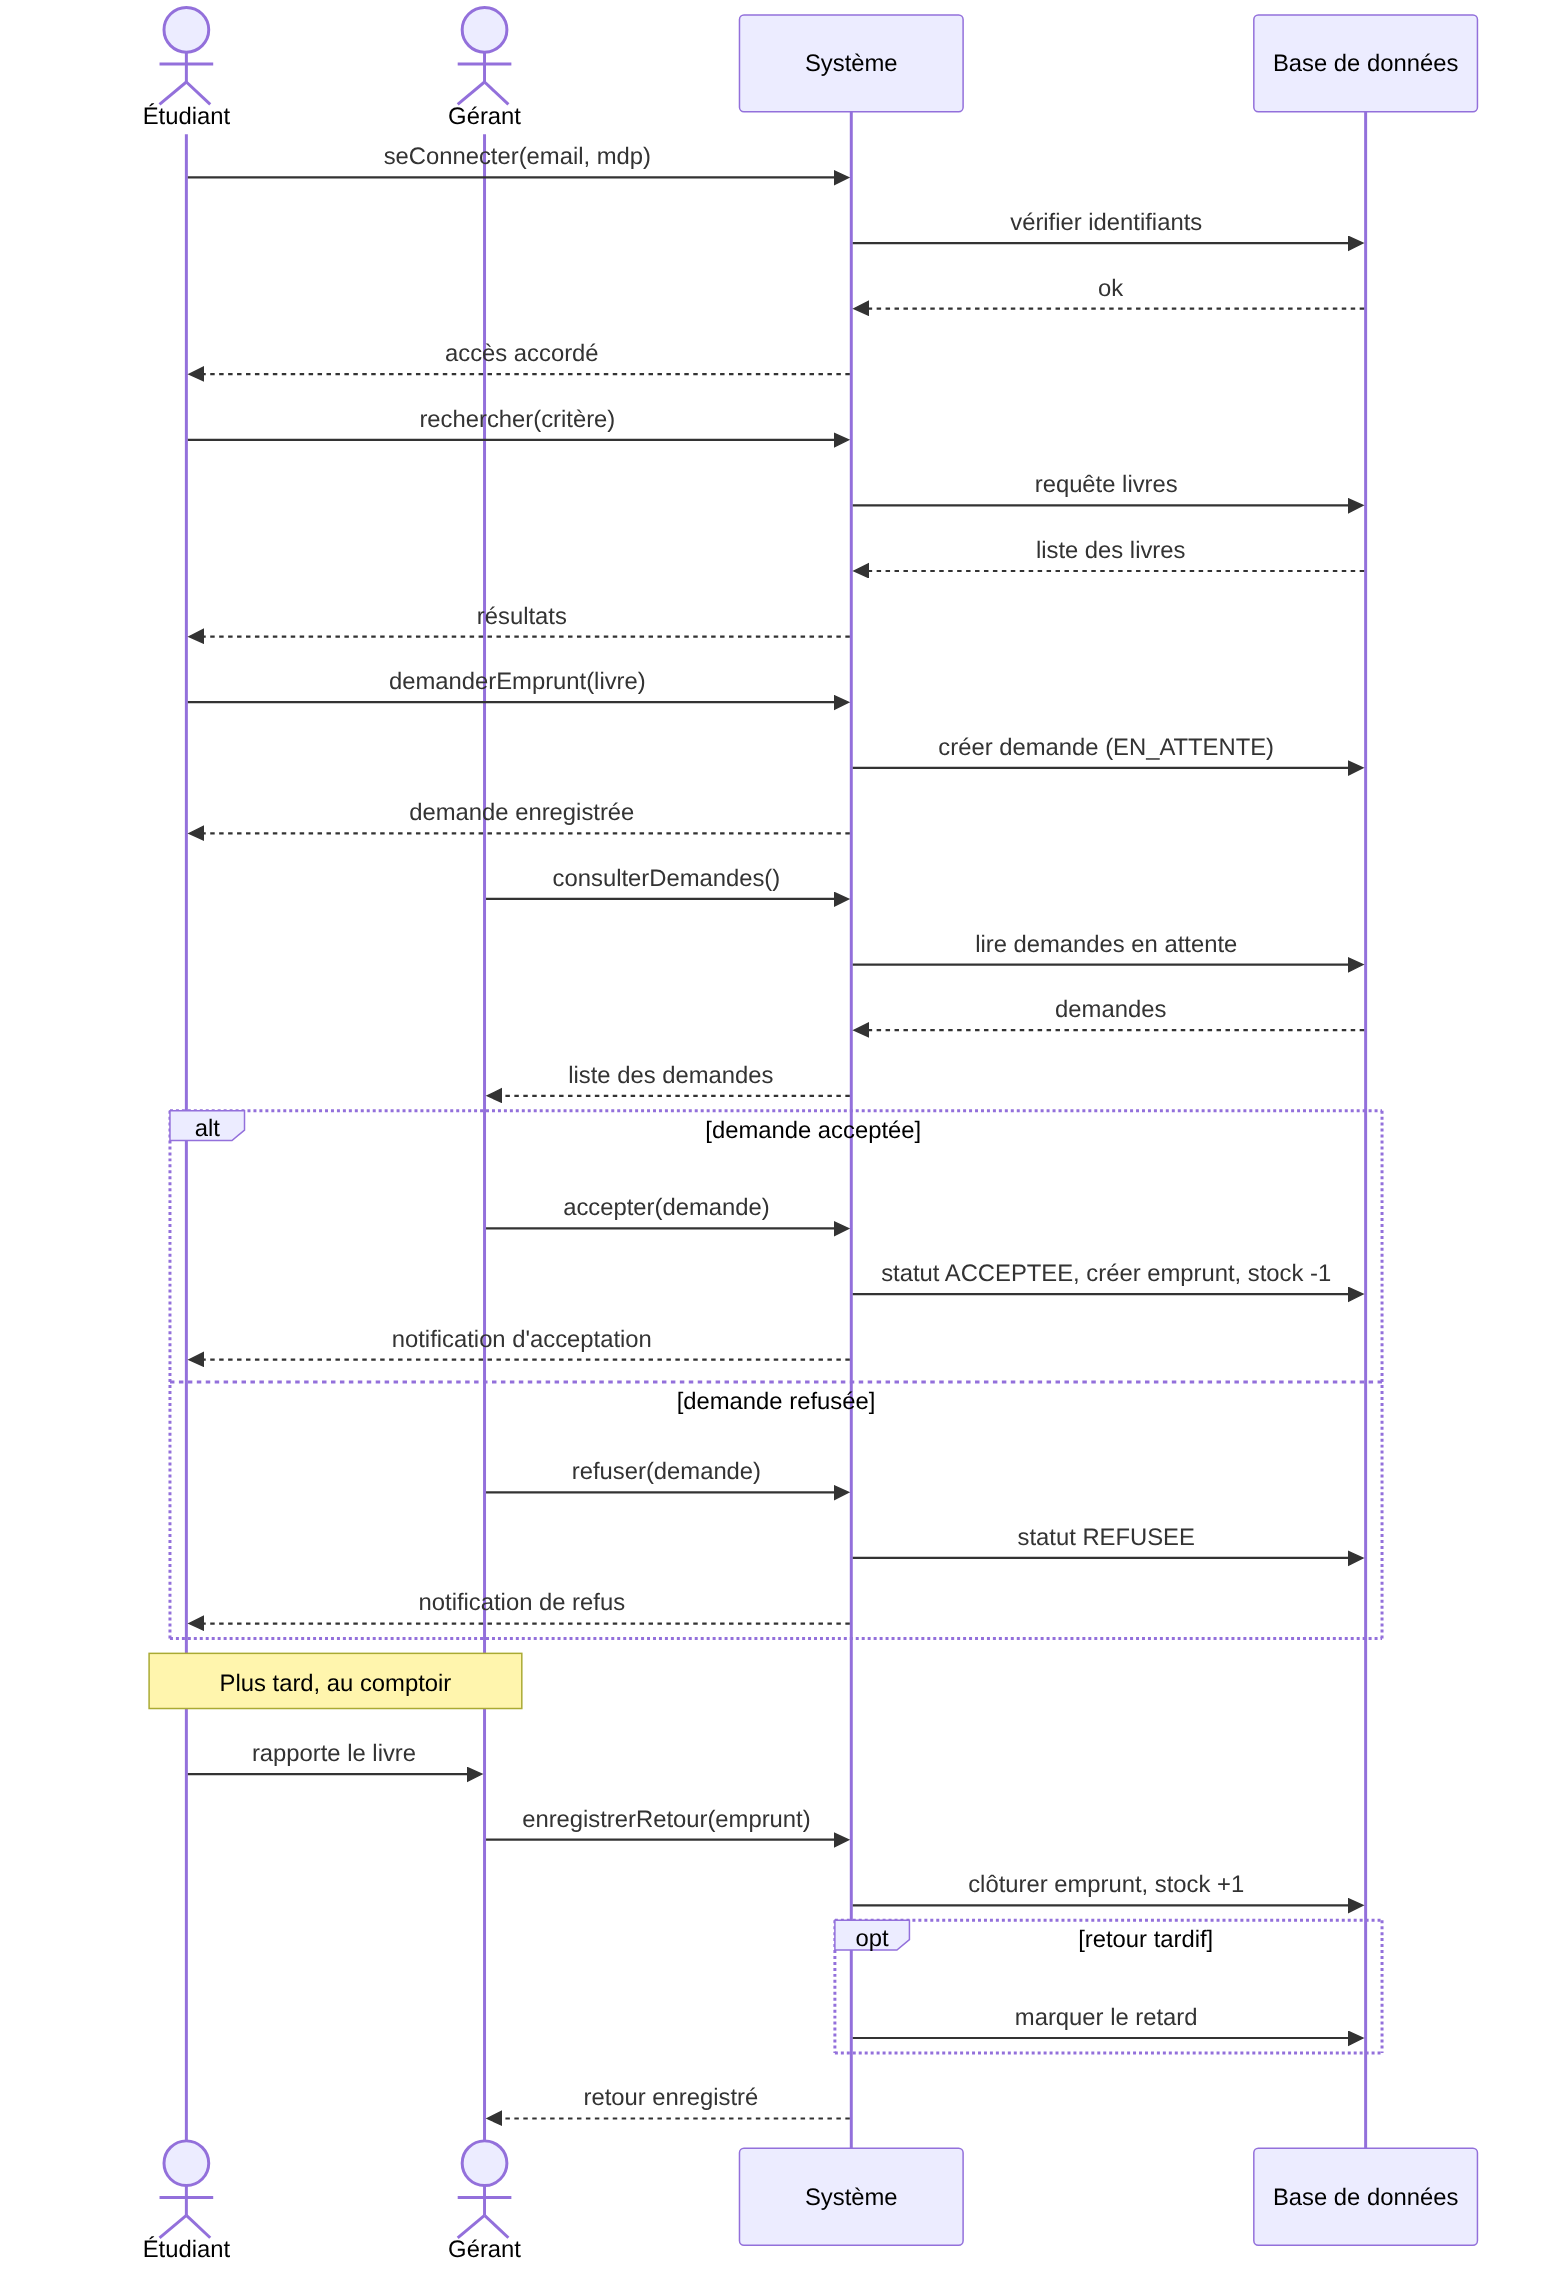 Étudiant
Gérant
Système
Base de données
seConnecter(email, mdp)
vérifier identifiants
ok
accès accordé
rechercher(critère)
requête livres
liste des livres
résultats
demanderEmprunt(livre)
créer demande (EN_ATTENTE)
demande enregistrée
consulterDemandes()
lire demandes en attente
demandes
liste des demandes
alt
[demande acceptée]
accepter(demande)
statut ACCEPTEE, créer emprunt, stock -1
notification d'acceptation
[demande refusée]
refuser(demande)
statut REFUSEE
notification de refus
Plus tard, au comptoir
rapporte le livre
enregistrerRetour(emprunt)
clôturer emprunt, stock +1
opt
[retour tardif]
marquer le retard
retour enregistré
Étudiant
Gérant
Système
Base de données